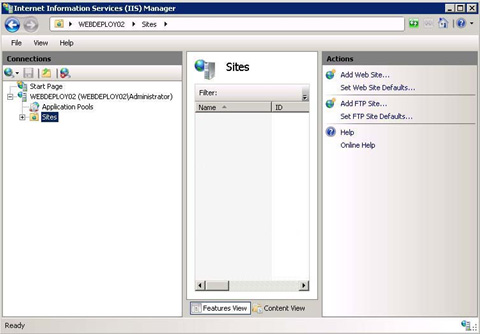 Internet Information Services (IIS) Manager
WEBDEPLOY02 Sites
File View Help
Connections
Start Page
WEBDEPLOY02 (WEBDEPLOY02\Administrator)
Application Pools
Sites
Sites
Filter:
Name ID
Features View Content View
Actions
Add Web Site...
Set Web Site Defaults...
Add FTP Site...
Set FTP Site Defaults...
Help
Online Help
Ready